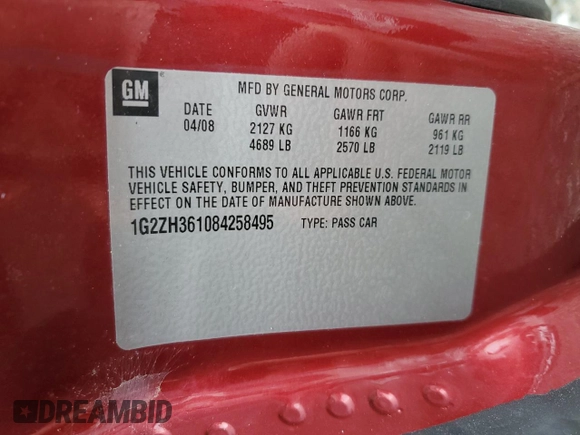 GM
MFD BY GENERAL MOTORS CORP.
DATE GVWR GAWR FRT GAWR RR
04/08 2127 KG 1166 KG 961 KG
4689 LB 2570 LB 2119 LB
THIS VEHICLE CONFORMS TO ALL APPLICABLE U.S. FEDERAL MOTOR
VEHICLE SAFETY, BUMPER, AND THEFT PREVENTION STANDARDS IN
EFFECT ON THE DATE OF MANUFACTURE SHOWN ABOVE.
1G2ZH361084258495 TYPE: PASS CAR
DREAMBID